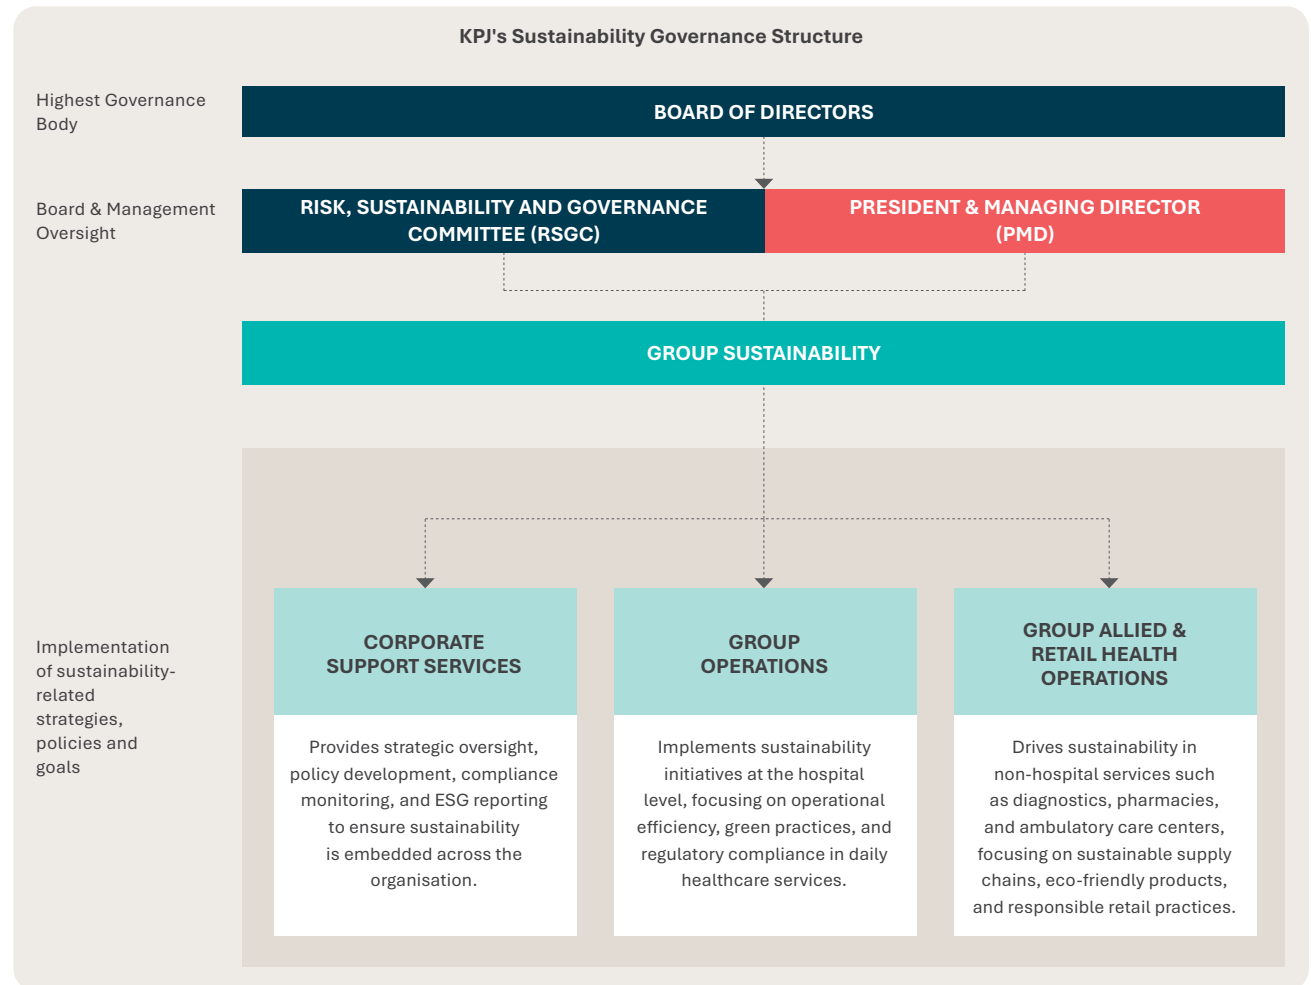 KPJ's Sustainability Governance Structure
Highest Governance
Body
BOARD OF DIRECTORS
Board & Management
Oversight
RISK, SUSTAINABILITY AND GOVERNANCE
COMMITTEE (RSGC)
PRESIDENT & MANAGING DIRECTOR
(PMD)
GROUP SUSTAINABILITY
Implementation
of sustainability-
related
strategies,
policies and
goals
CORPORATE
SUPPORT SERVICES
Provides strategic oversight,
policy development, compliance
monitoring, and ESG reporting
to ensure sustainability
is embedded across the
organisation.
GROUP
OPERATIONS
Implements sustainability
initiatives at the hospital
level, focusing on operational
efficiency, green practices, and
regulatory compliance in daily
healthcare services.
GROUP ALLIED &
RETAIL HEALTH
OPERATIONS
Drives sustainability in
non-hospital services such
as diagnostics, pharmacies,
and ambulatory care centers,
focusing on sustainable supply
chains, eco-friendly products,
and responsible retail practices.